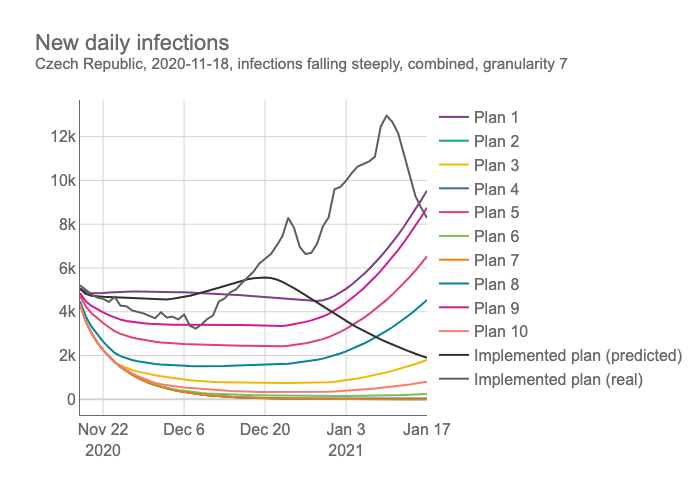 New daily infections
Czech Republic, 2020-11-18, infections falling steeply, combined, granularity 7
12k
10k
8k
6k
4k
2k
0
Nov 22
2020
Dec 6
Dec 20
Jan 3
2021
Jan 17
Plan 1
Plan 2
Plan 3
Plan 4
Plan 5
Plan 6
Plan 7
Plan 8
Plan 9
Plan 10
Implemented plan (predicted)
Implemented plan (real)